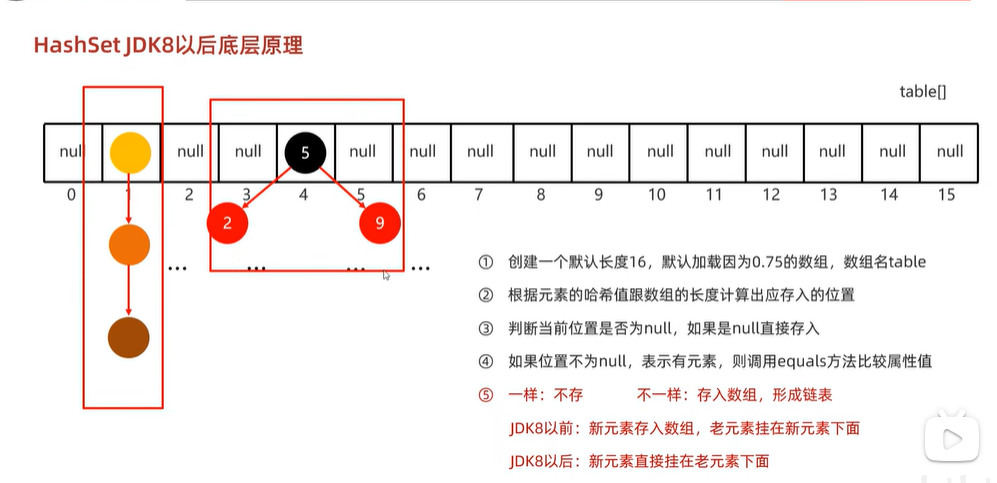 HashSet JDK8以后底层原理
table[]
null null null 5 null null null null null null null null null null null
0 1 2 3 4 5 6 7 8 9 10 11 12 13 14 15
2 9
... ... ... ...
① 创建一个默认长度16，默认加载因为0.75的数组，数组名table
② 根据元素的哈希值跟数组的长度计算出应存入的位置
③ 判断当前位置是否为null，如果是null直接存入
④ 如果位置不为null，表示有元素，则调用equals方法比较属性值
⑤ 一样：不存 不一样：存入数组，形成链表
JDK8以前：新元素存入数组，老元素挂在新元素下面
JDK8以后：新元素直接挂在老元素下面